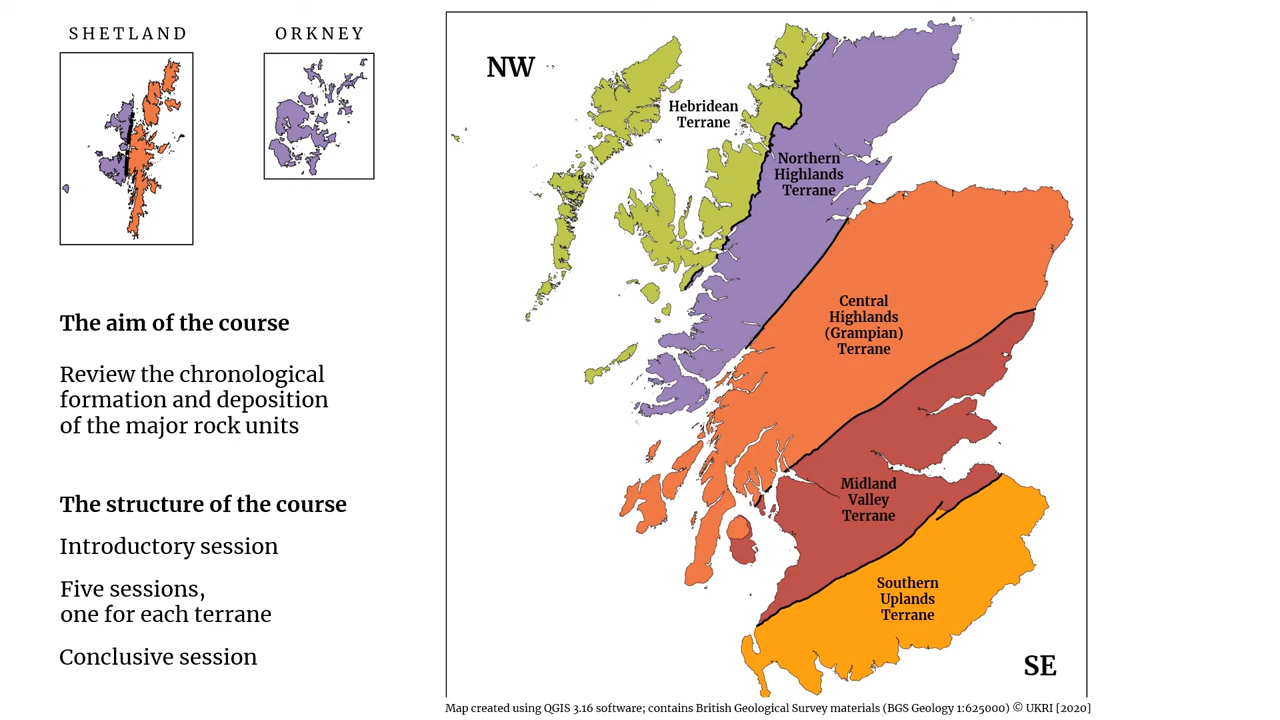 SHETLAND
ORKNEY
The aim of the course
Review the chronological
formation and deposition
of the major rock units
The structure of the course
Introductory session
Five sessions,
one for each terrane
Conclusive session
NW
Hebridean
Terrane
Northern
Highlands
Terrane
Central
Highlands
(Grampian)
Terrane
Midland
Valley
Terrane
Southern
Uplands
Terrane
SE
Map created using QGIS 3.16 software; contains British Geological Survey materials (BGS Geology 1:625000) © UKRI [2020]